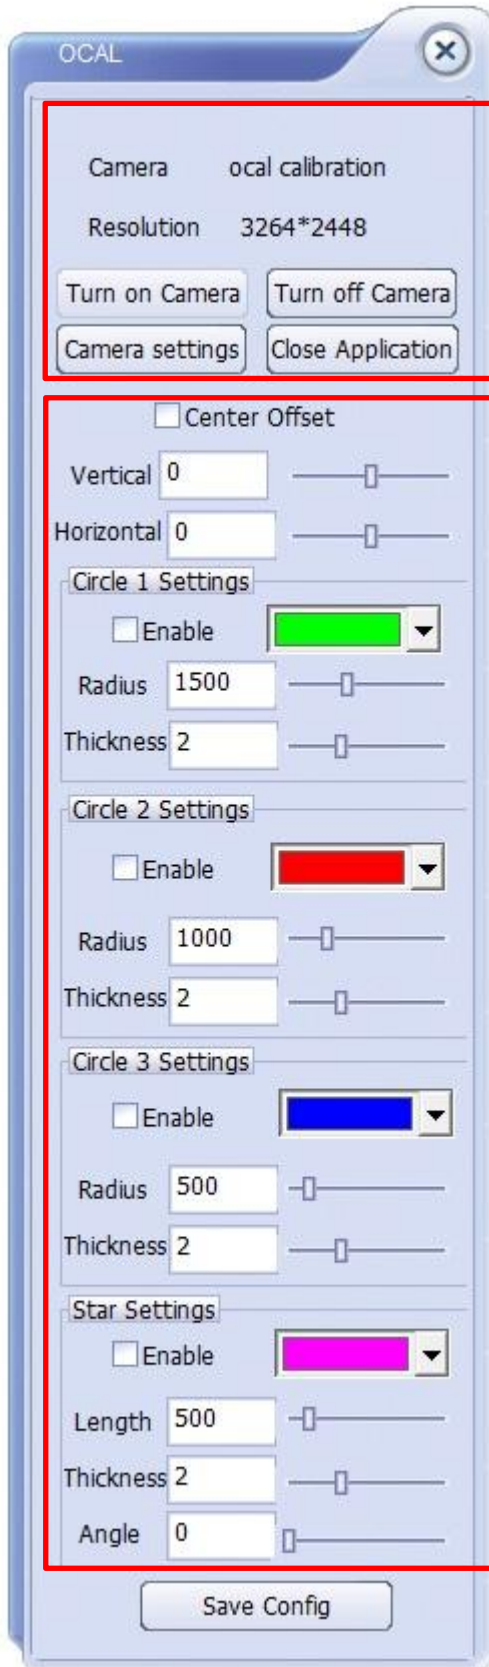 OCAL
Camera ocal calibration
Resolution 3264*2448
Turn on Camera Turn off Camera
Camera settings Close Application
Center Offset
Vertical 0
Horizontal 0
Circle 1 Settings
Enable
Radius 1500
Thickness 2
Circle 2 Settings
Enable
Radius 1000
Thickness 2
Circle 3 Settings
Enable
Radius 500
Thickness 2
Star Settings
Enable
Length 500
Thickness 2
Angle 0
Save Config